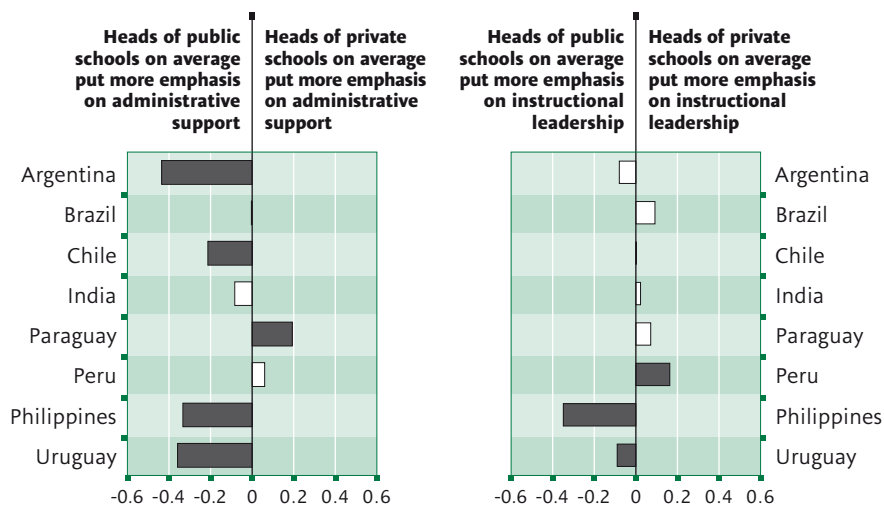 Heads of public
schools on average
put more emphasis
on administrative
support
Heads of private
schools on average
put more emphasis
on administrative
support
Argentina
Brazil
Chile
India
Paraguay
Peru
Philippines
Uruguay
-0.6 -0.4 -0.2 0 0.2 0.4 0.6
Heads of public
schools on average
put more emphasis
on instructional
leadership
Heads of private
schools on average
put more emphasis
on instructional
leadership
Argentina
Brazil
Chile
India
Paraguay
Peru
Philippines
Uruguay
-0.6 -0.4 -0.2 0 0.2 0.4 0.6